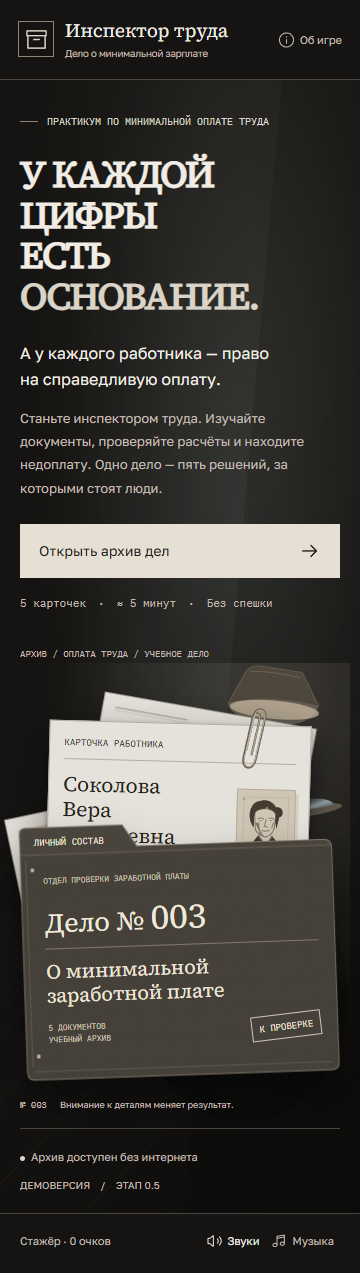 Инспектор труда
Дело о минимальной зарплате
Об игре
ПРАКТИКУМ ПО МИНИМАЛЬНОЙ ОПЛАТЕ ТРУДА
У КАЖДОЙ
ЦИФРЫ
ЕСТЬ
ОСНОВАНИЕ.
А у каждого работника — право
на справедливую оплату.
Станьте инспектором труда. Изучайте
документы, проверяйте расчёты и находите
недоплату. Одно дело — пять решений, за
которыми стоят люди.
Открыть архив дел
5 карточек · ≈ 5 минут · Без спешки
АРХИВ / ОПЛАТА ТРУДА / УЧЕБНОЕ ДЕЛО
КАРТОЧКА РАБОТНИКА
Соколова
Вера
ЛИЧНЫЙ СОСТАВ
ОТДЕЛ ПРОВЕРКИ ЗАРАБОТНОЙ ПЛАТЫ
Дело № 003
О минимальной
заработной плате
5 ДОКУМЕНТОВ
УЧЕБНЫЙ АРХИВ
К ПРОВЕРКЕ
№ 003 Внимание к деталям меняет результат.
Архив доступен без интернета
ДЕМОВЕРСИЯ / ЭТАП 0.5
Стажёр · 0 очков
Звуки
Музыка